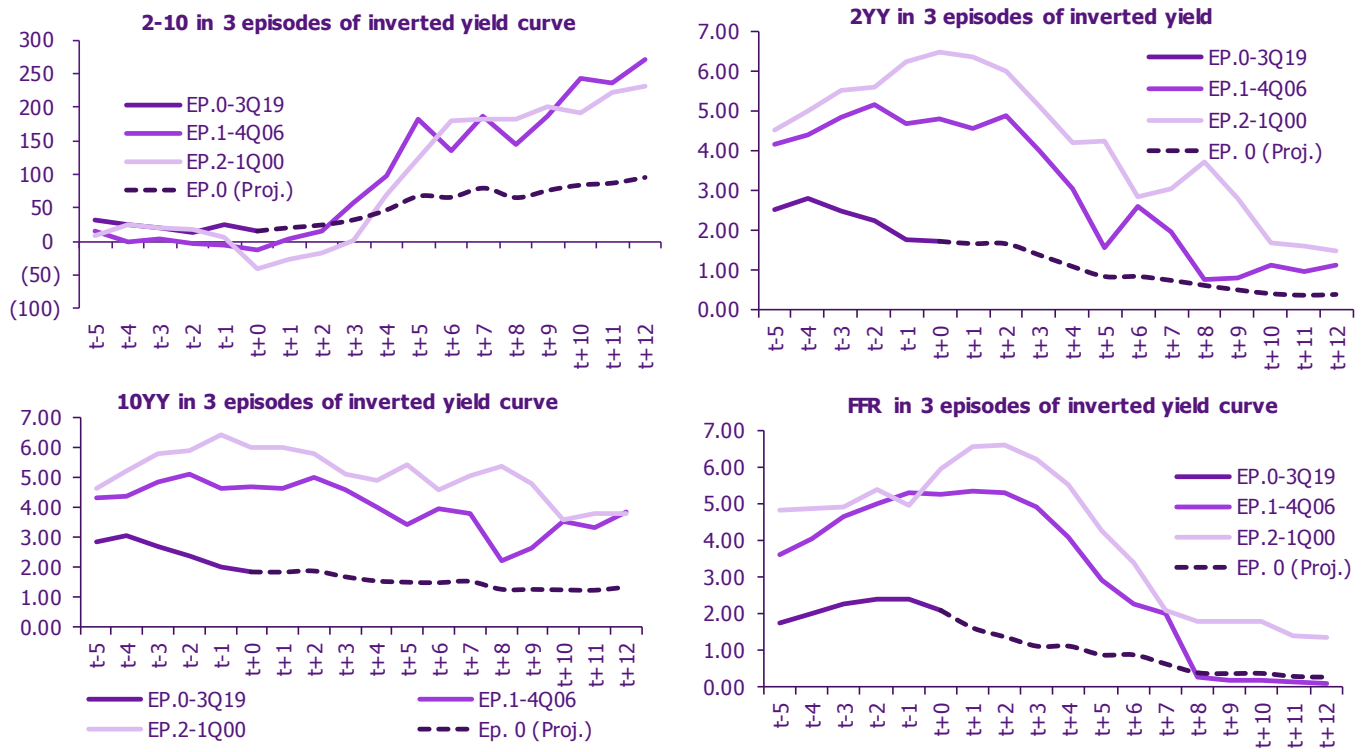 2-10 in 3 episodes of inverted yield curve
300
250
200
150
100
50
0
(50)
(100)
EP.0-3Q19
EP.1-4Q06
EP.2-1Q00
EP.0 (Proj.)
t-5
t-4
t-3
t-2
t-1
t+0
t+1
t+2
t+3
t+4
t+5
t+6
t+7
t+8
t+9
t+10
t+11
t+12
2YY in 3 episodes of inverted yield
7.00
6.00
5.00
4.00
3.00
2.00
1.00
0.00
EP.0-3Q19
EP.1-4Q06
EP.2-1Q00
EP. 0 (Proj.)
t-5
t-4
t-3
t-2
t-1
t+0
t+1
t+2
t+3
t+4
t+5
t+6
t+7
t+8
t+9
t+10
t+11
t+12
10YY in 3 episodes of inverted yield curve
7.00
6.00
5.00
4.00
3.00
2.00
1.00
0.00
t-5
t-4
t-3
t-2
t-1
t+0
t+1
t+2
t+3
t+4
t+5
t+6
t+7
t+8
t+9
t+10
t+11
t+12
EP.0-3Q19
EP.1-4Q06
EP.2-1Q00
Ep. 0 (Proj.)
FFR in 3 episodes of inverted yield curve
7.00
6.00
5.00
4.00
3.00
2.00
1.00
0.00
EP.0-3Q19
EP.1-4Q06
EP.2-1Q00
EP. 0 (Proj.)
t-5
t-4
t-3
t-2
t-1
t+0
t+1
t+2
t+3
t+4
t+5
t+6
t+7
t+8
t+9
t+10
t+11
t+12